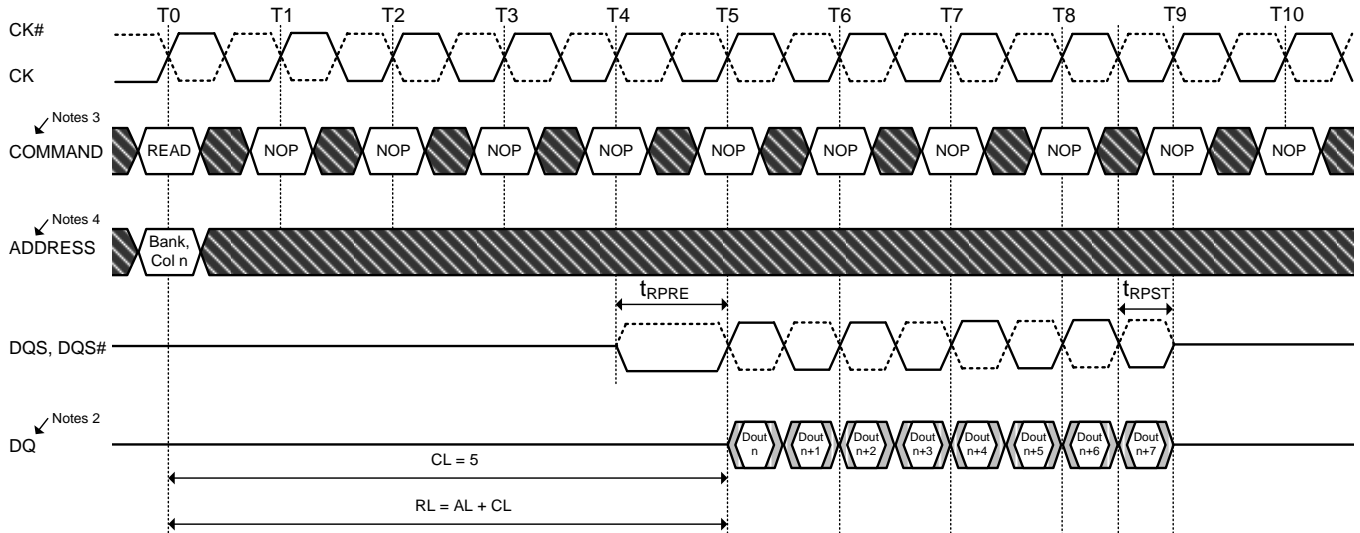 T0 T1 T2 T3 T4 T5 T6 T7 T8 T9 T10
CK#
CK
Notes 3
COMMAND READ NOP NOP NOP NOP NOP NOP NOP NOP NOP NOP
Notes 4
ADDRESS Bank,
Col n
tRPRE tRPST
DQS, DQS#
Notes 2
DQ Dout Dout Dout Dout Dout Dout Dout Dout
n n+1 n+2 n+3 n+4 n+5 n+6 n+7
CL = 5
RL = AL + CL